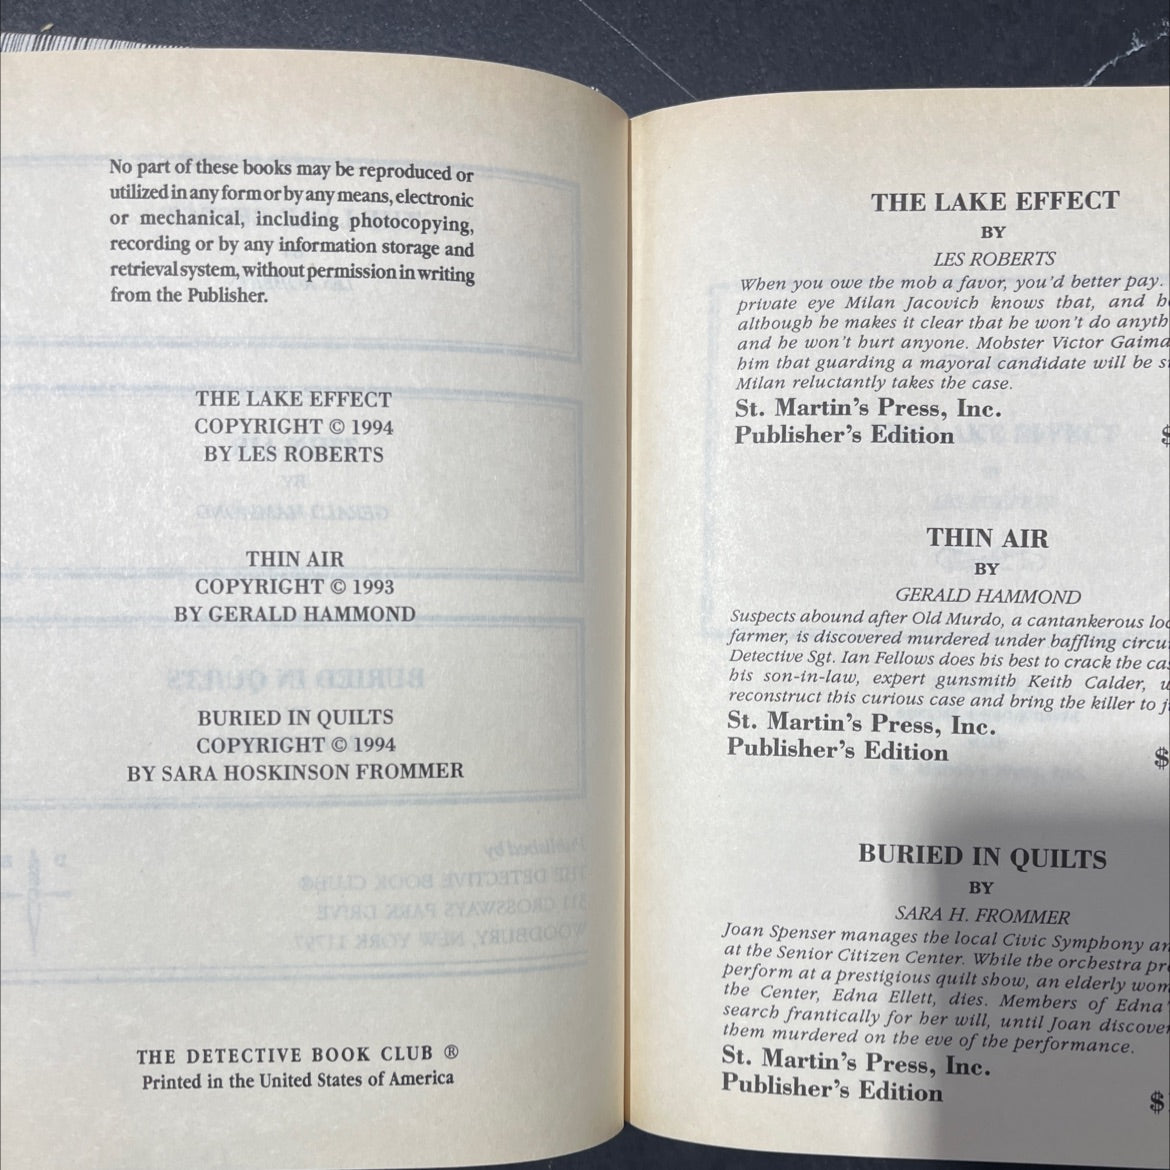 No part of these books may be reproduced or
utilized in any form or by any means, electronic
or mechanical, including photocopying,
recording or by any information storage and
retrieval system, without permission in writing
from the Publisher.
THE LAKE EFFECT
COPYRIGHT © 1994
BY LES ROBERTS
THIN AIR
COPYRIGHT © 1993
BY GERALD HAMMOND
BURIED IN QUILTS
COPYRIGHT © 1994
BY SARA HOSKINSON FROMMER
THE DETECTIVE BOOK CLUB ®
Printed in the United States of America
THE LAKE EFFECT
BY
LES ROBERTS
When you owe the mob a favor, you'd better pay.
private eye Milan Jacovich knows that, and
although he makes it clear that he won't do
and he won't hurt anyone. Mobster Victor
him that guarding a mayoral candidate will be
Milan reluctantly takes the case.
St. Martin's Press, Inc.
Publisher's Edition
THIN AIR
BY
GERALD HAMMOND
Suspects abound after Old Murdo, a cantankerous
farmer, is discovered murdered under baffling
Detective Sgt. Ian Fellows does his best to crack the
his son-in-law, expert gunsmith Keith Calder,
reconstruct this curious case and bring the killer to
St. Martin's Press, Inc.
Publisher's Edition $
BURIED IN QUILTS
BY
SARA H. FROMMER
Joan Spenser manages the local Civic Symphony
at the Senior Citizen Center. While the orchestra
perform at a prestigious quilt show, an elderly
the Center, Edna Ellett, dies. Members of
search frantically for her will, until Joan
them murdered on the eve of the performance.
St. Martin's Press, Inc.
Publisher's Edition $